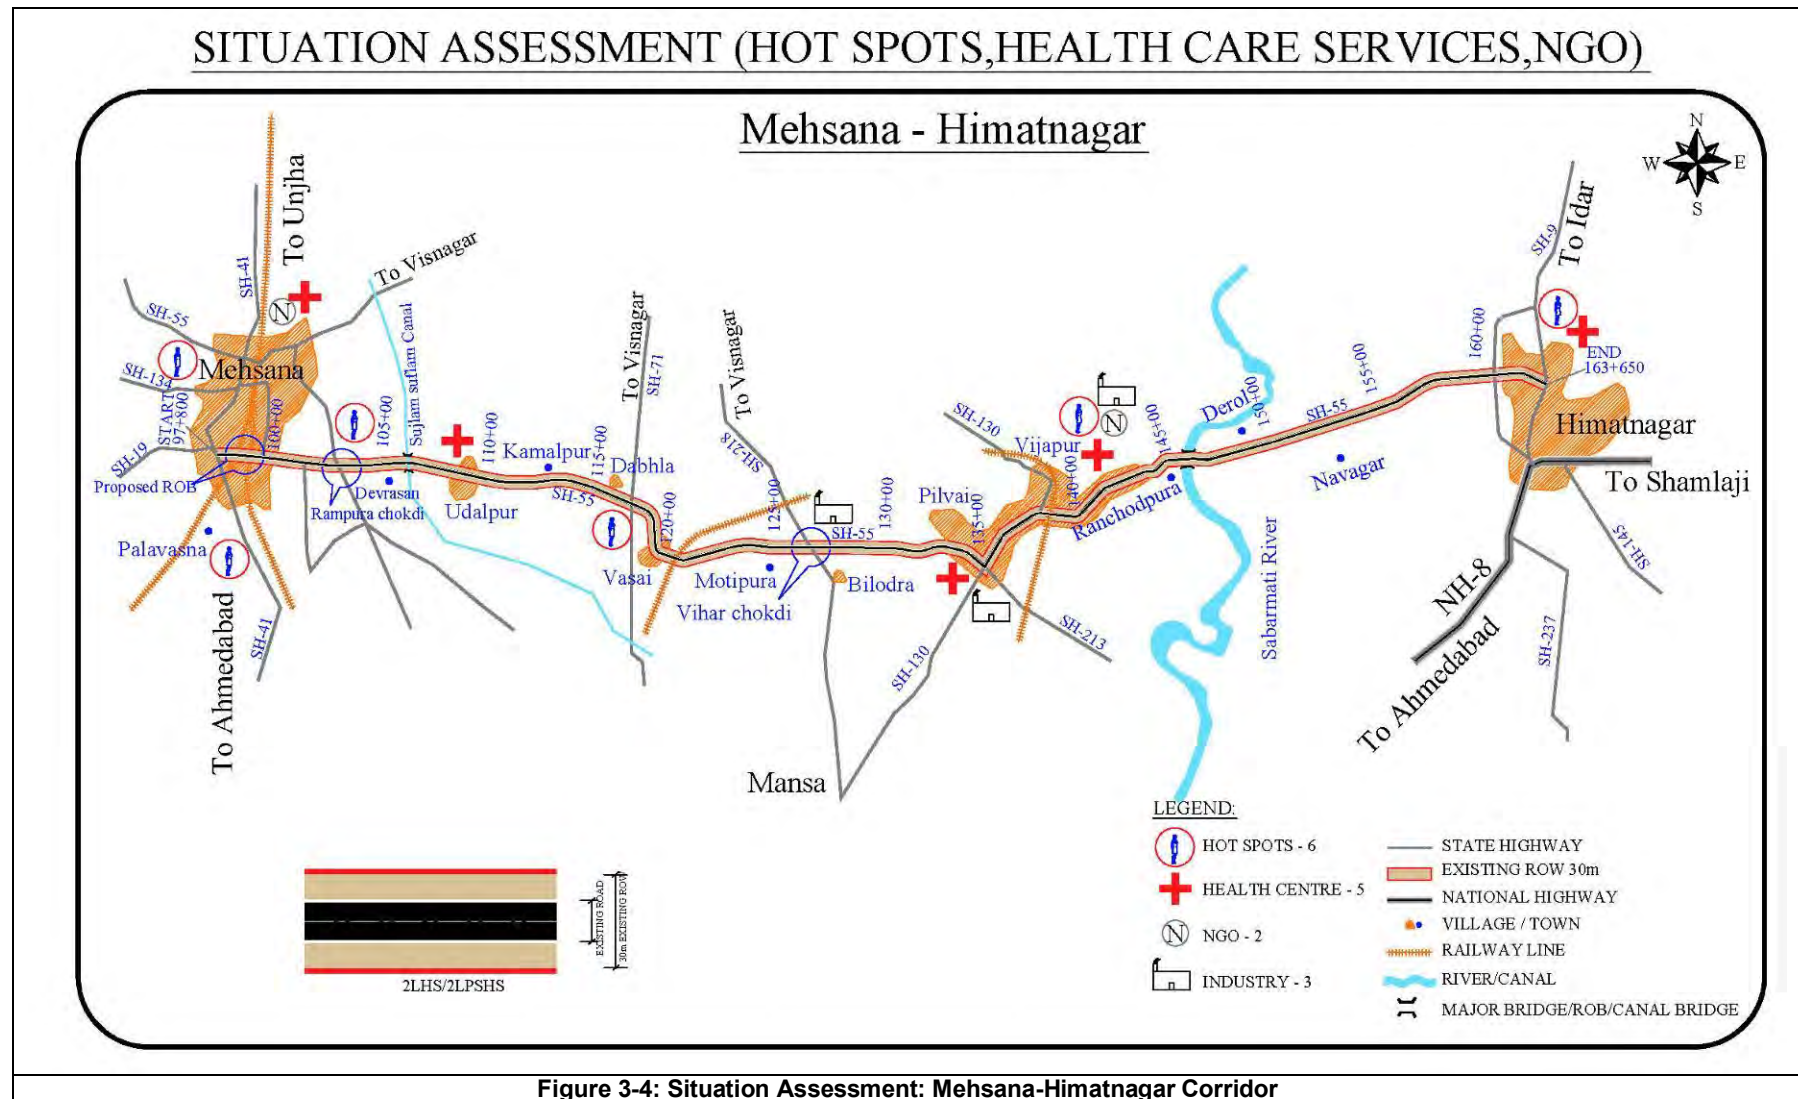 SITUATION ASSESSMENT (HOT SPOTS,HEALTH CARE SERVICES,NGO)
Mehsana - Himatnagar
N
W
E
S
To Unjha
SH-41
To Visnagar
SH-55
N
Mehsana
SH-134
START
97+800
SH-19
100+00
105+00
Sujlam suflam Canal
Proposed ROB
Devrasan
Rampura chokdi
Palavasna
To Ahmedabad
SH-41
110+00
Udalpur
Kamalpur
SH-55
115+00
Dabhla
To Visnagar
SH-71
Vasai
120+00
To Visnagar
SH-218
125+00
Motipura
Vihar chokdi
SH-55
130+00
Bilodra
Mansa
SH-130
Pilvai
135+00
SH-130
Vijapur
N
140+00
SH-213
145+00
Ranchodpura
Derol
150+00
Sabarmati River
SH-55
Navagar
155+00
160+00
SH-9
To Idar
END
163+650
Himatnagar
To Shamlaji
SH-145
NH-8
To Ahmedabad
SH-237
EXISTING ROAD
30m EXISTING ROW
2LHS/2LPSHS
LEGEND:
HOT SPOTS - 6
HEALTH CENTRE - 5
N
NGO - 2
INDUSTRY - 3
STATE HIGHWAY
EXISTING ROW 30m
NATIONAL HIGHWAY
VILLAGE / TOWN
RAILWAY LINE
RIVER/CANAL
MAJOR BRIDGE/ROB/CANAL BRIDGE
Figure 3-4: Situation Assessment: Mehsana-Himatnagar Corridor